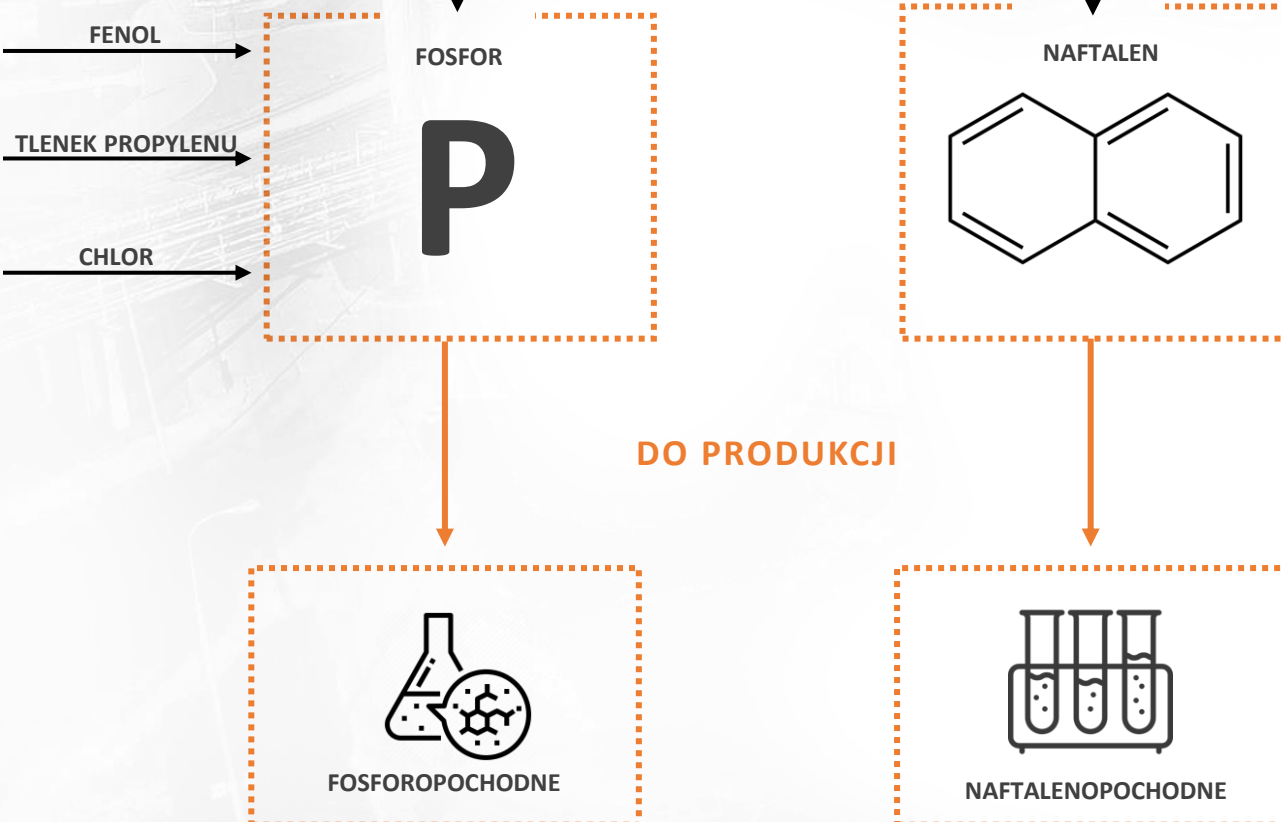 FENOL
FOSFOR
NAFTALEN
P
TLENEK PROPYLENU
CHLOR
DO PRODUKCJI
FOSFOROPOCHODNE
NAFTALENOPOCHODNE